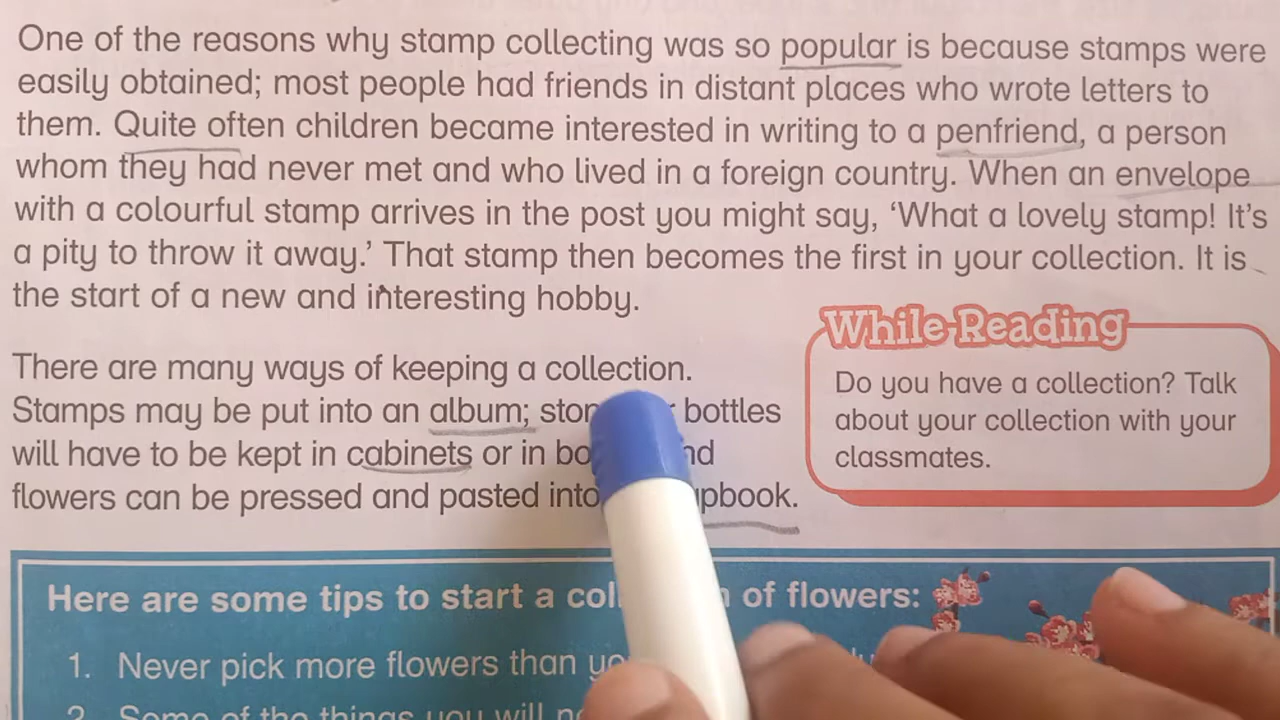 One of the reasons why stamp collecting was so popular is because stamps were
easily obtained; most people had friends in distant places who wrote letters to
them. Quite often children became interested in writing to a penfriend, a person
whom they had never met and who lived in a foreign country. When an envelope
with a colourful stamp arrives in the post you might say, ‘What a lovely stamp! It’s
a pity to throw it away.’ That stamp then becomes the first in your collection. It is
the start of a new and interesting hobby.
There are many ways of keeping a collection.
Stamps may be put into an album; bottles
will have to be kept in cabinets or in
flowers can be pressed and pasted into
While Reading
Do you have a collection? Talk
about your collection with your
classmates.
Here are some tips to start a of flowers:
1. Never pick more flowers than
2. Some of the things you will